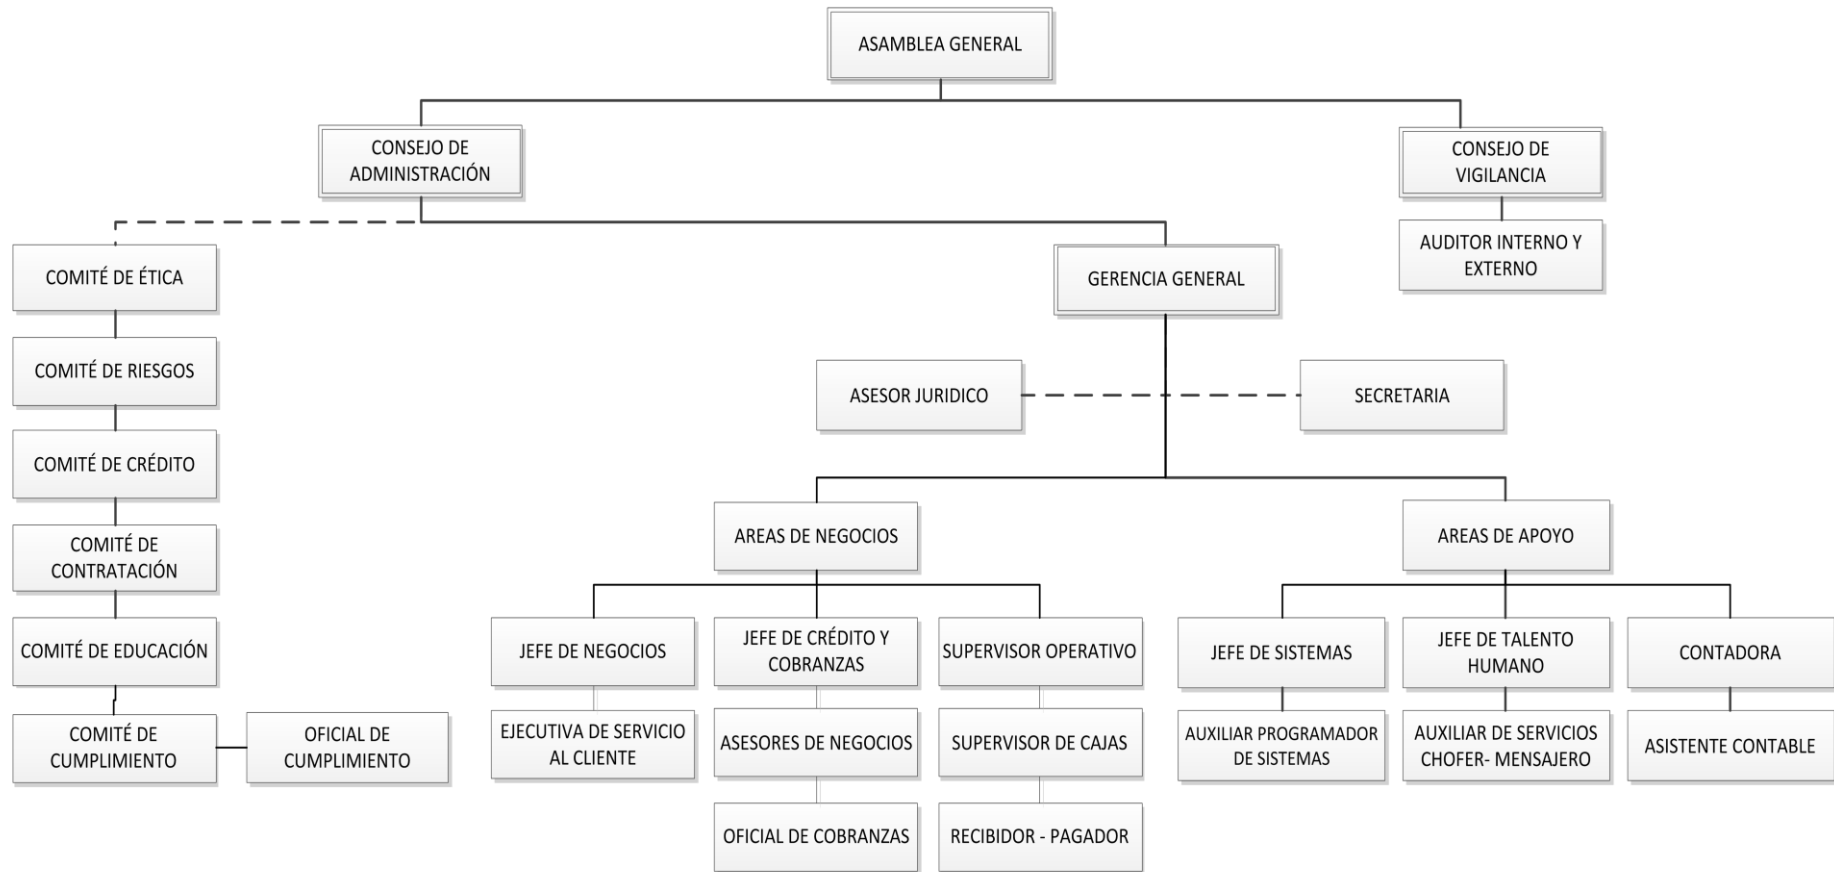 ASAMBLEA GENERAL
CONSEJO DE
ADMINISTRACIÓN
CONSEJO DE
VIGILANCIA
AUDITOR INTERNO Y
EXTERNO
COMITÉ DE ÉTICA
GERENCIA GENERAL
COMITÉ DE RIESGOS
ASESOR JURIDICO
SECRETARIA
COMITÉ DE CRÉDITO
COMITÉ DE
CONTRATACIÓN
AREAS DE NEGOCIOS
AREAS DE APOYO
COMITÉ DE EDUCACIÓN
JEFE DE NEGOCIOS
JEFE DE CRÉDITO Y
COBRANZAS
SUPERVISOR OPERATIVO
JEFE DE SISTEMAS
JEFE DE TALENTO
HUMANO
CONTADORA
COMITÉ DE
CUMPLIMIENTO
OFICIAL DE
CUMPLIMIENTO
EJECUTIVA DE SERVICIO
AL CLIENTE
ASESORES DE NEGOCIOS
SUPERVISOR DE CAJAS
AUXILIAR PROGRAMADOR
DE SISTEMAS
AUXILIAR DE SERVICIOS
CHOFER- MENSAJERO
ASISTENTE CONTABLE
OFICIAL DE COBRANZAS
RECIBIDOR - PAGADOR